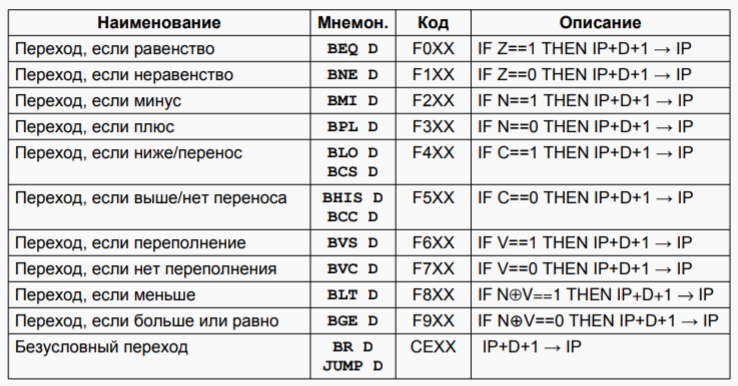 Наименование Мнемон. Код Описание
Переход, если равенство BEQ D F0XX IF Z==1 THEN IP+D+1 → IP
Переход, если неравенство BNE D F1XX IF Z==0 THEN IP+D+1 → IP
Переход, если минус BMI D F2XX IF N==1 THEN IP+D+1 → IP
Переход, если плюс BPL D F3XX IF N==0 THEN IP+D+1 → IP
Переход, если ниже/перенос BLO D F4XX IF C==1 THEN IP+D+1 → IP
BCS D
Переход, если выше/нет переноса BHIS D F5XX IF C==0 THEN IP+D+1 → IP
BCC D
Переход, если переполнение BVS D F6XX IF V==1 THEN IP+D+1 → IP
Переход, если нет переполнения BVC D F7XX IF V==0 THEN IP+D+1 → IP
Переход, если меньше BLT D F8XX IF N⊕V==1 THEN IP+D+1 → IP
Переход, если больше или равно BGE D F9XX IF N⊕V==0 THEN IP+D+1 → IP
Безусловный переход BR D CEXX IP+D+1 → IP
JUMP D